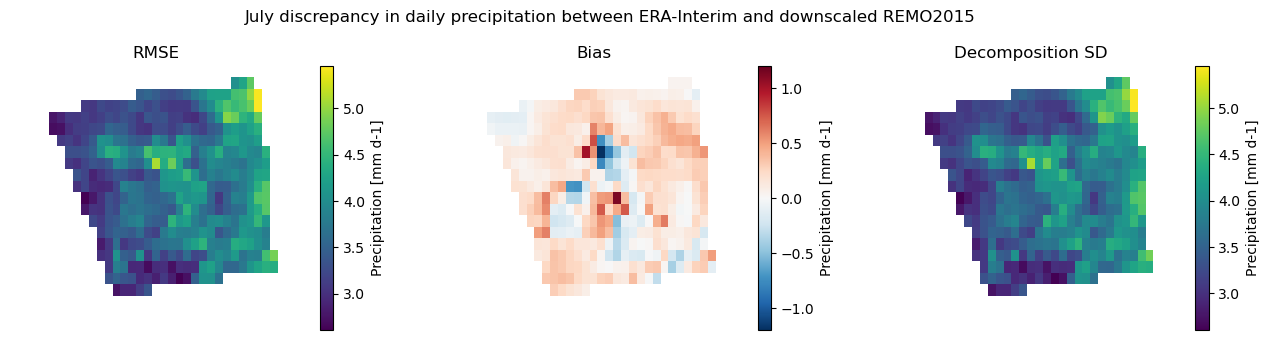 July discrepancy in daily precipitation between ERA-Interim and downscaled REMO2015
RMSE
5.0
4.5
4.0
3.5
3.0
Precipitation [mm d-1]
Bias
1.0
0.5
0.0
−0.5
−1.0
Precipitation [mm d-1]
Decomposition SD
5.0
4.5
4.0
3.5
3.0
Precipitation [mm d-1]